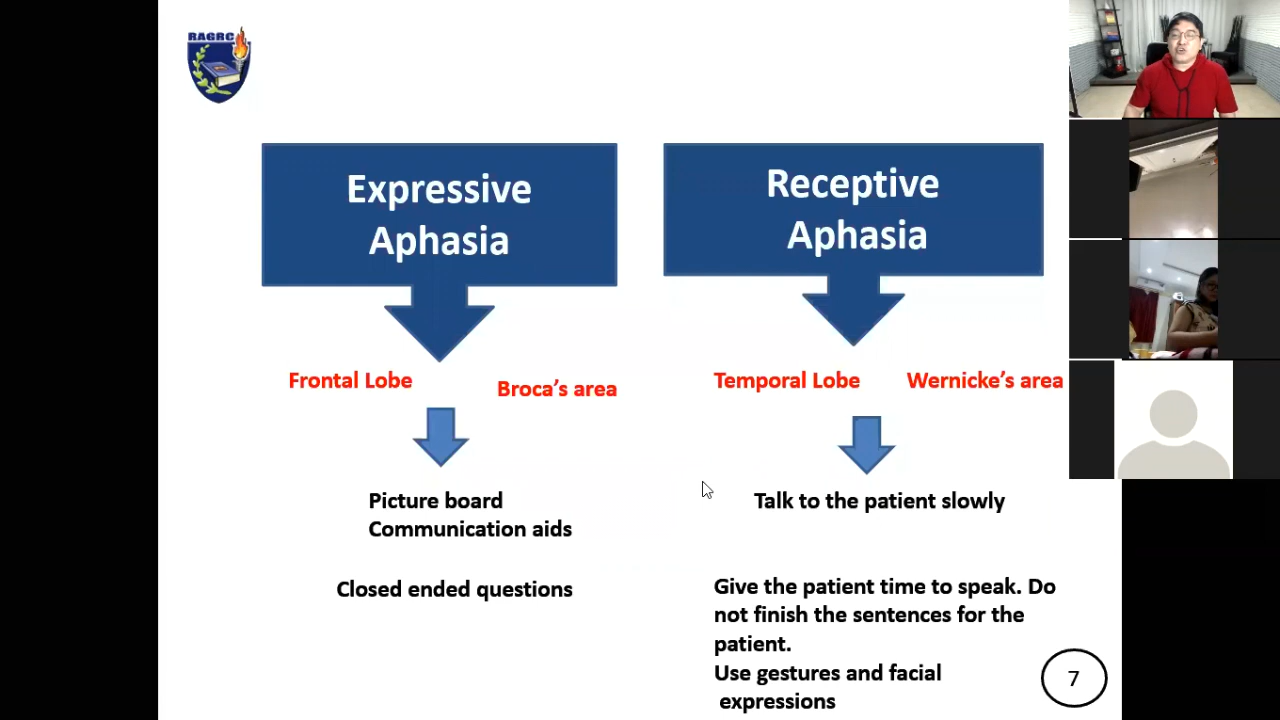 RAGRC
Expressive
Aphasia
Receptive
Aphasia
Frontal Lobe
Broca's area
Temporal Lobe
Wernicke's area
Picture board
Communication aids
Closed ended questions
Talk to the patient slowly
Give the patient time to speak. Do
not finish the sentences for the
patient.
Use gestures and facial
expressions
7